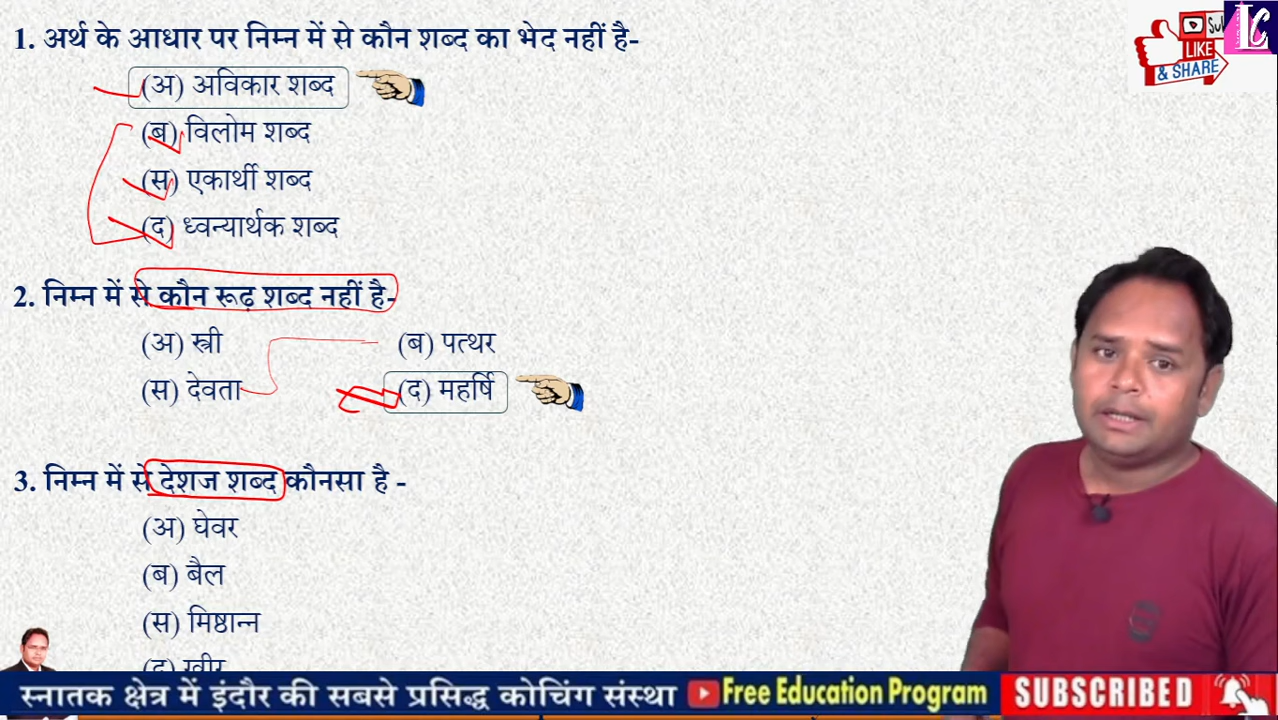 1. अर्थ के आधार पर निम्न में से कौन शब्द का भेद नहीं है-
(अ) अविकार शब्द
(ब) विलोम शब्द
(स) एकार्थी शब्द
(द) ध्वन्यार्थक शब्द
2. निम्न में से कौन रूढ़ शब्द नहीं है-
(अ) स्त्री (ब) पत्थर
(स) देवता (द) महर्षि
3. निम्न में से देशज शब्द कौनसा है -
(अ) घेवर
(ब) बैल
(स) मिष्ठान्न
(द) खीर
LIKE
& SHARE
LC
स्नातक क्षेत्र में इंदौर की सबसे प्रसिद्ध कोचिंग संस्था Free Education Program SUBSCRIBED